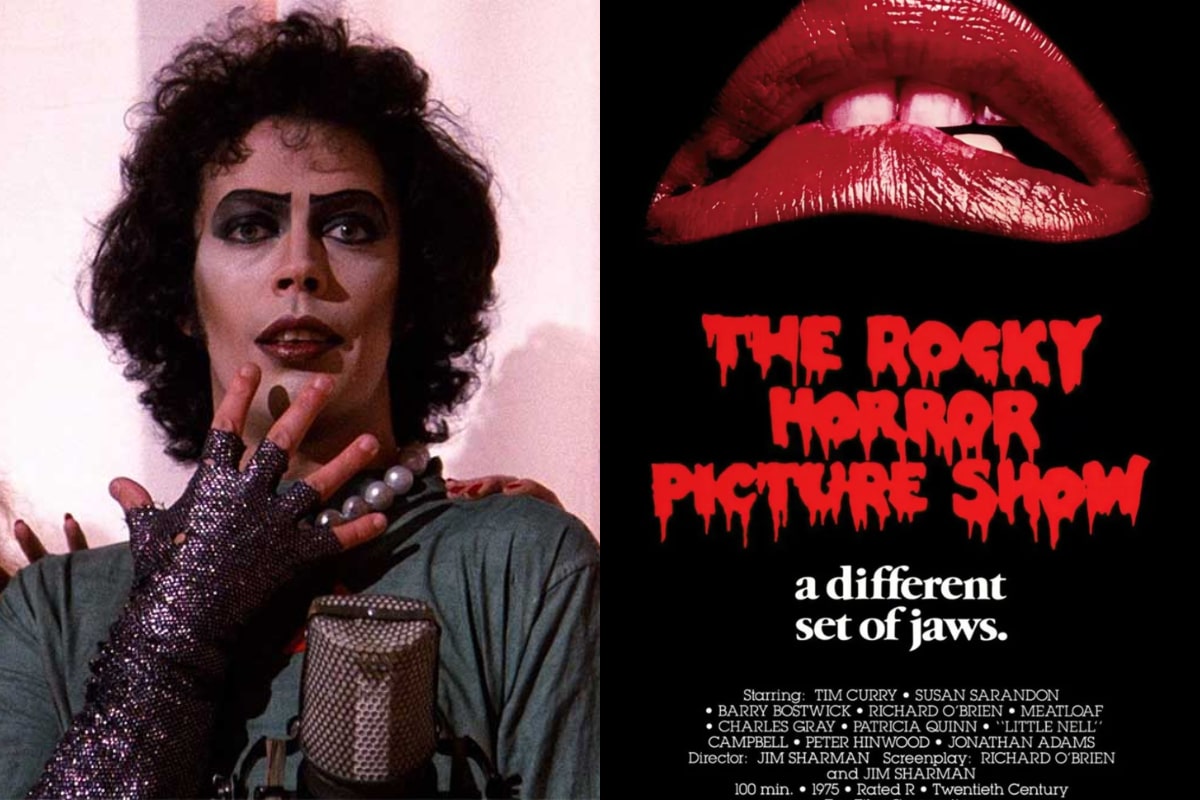 THE ROCKY
HORROR
PICTURE SHOW
a different
set of jaws.
Starring: TIM CURRY • SUSAN SARANDON
• BARRY BOSTWICK • RICHARD O'BRIEN • MEATLOAF
• CHARLES GRAY • PATRICIA QUINN • "LITTLE NELL"
CAMPBELL • PETER HINWOOD • JONATHAN ADAMS
Director: JIM SHARMAN Screenplay: RICHARD O'BRIEN
and JIM SHARMAN
100 min. • 1975 • Rated R • Twentieth Century